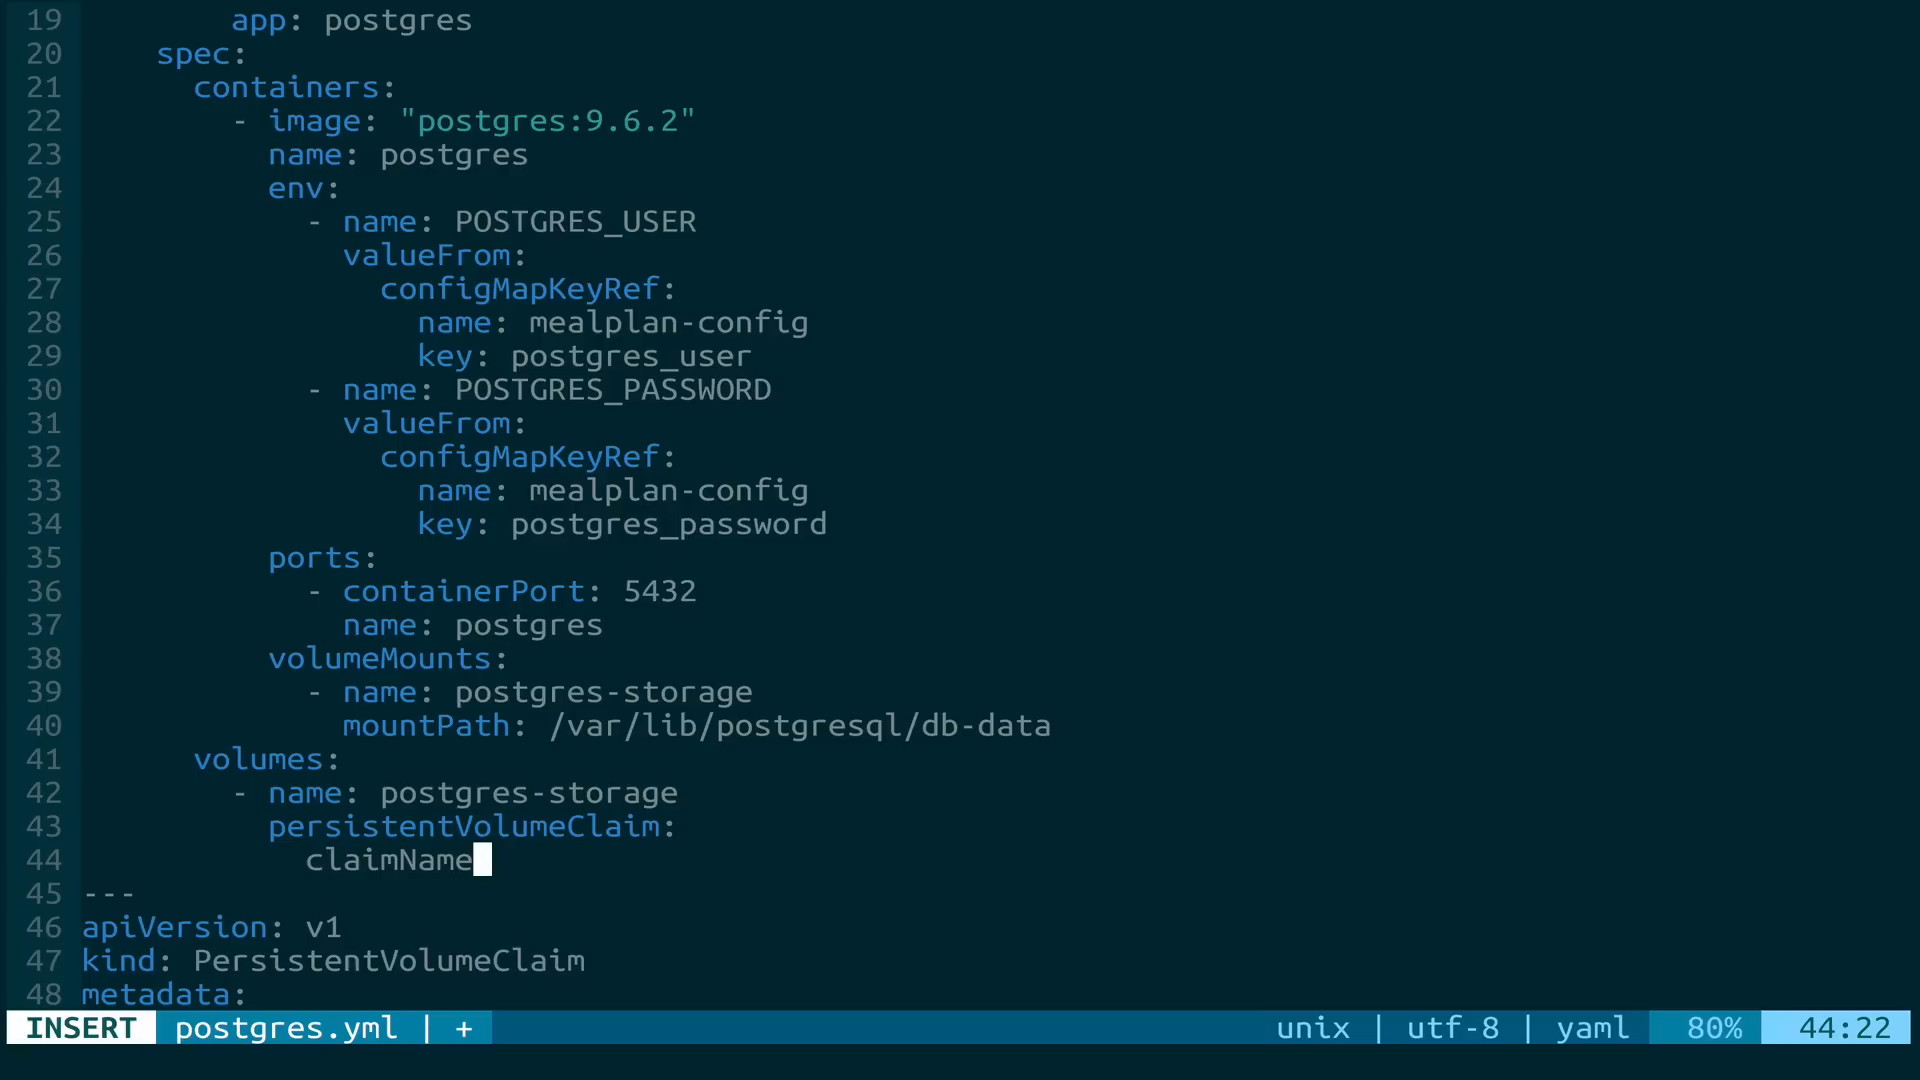 19         app: postgres
20     spec:
21       containers:
22         - image: "postgres:9.6.2"
23           name: postgres
24           env:
25             - name: POSTGRES_USER
26               valueFrom:
27                 configMapKeyRef:
28                   name: mealplan-config
29                   key: postgres_user
30             - name: POSTGRES_PASSWORD
31               valueFrom:
32                 configMapKeyRef:
33                   name: mealplan-config
34                   key: postgres_password
35           ports:
36             - containerPort: 5432
37               name: postgres
38           volumeMounts:
39             - name: postgres-storage
40               mountPath: /var/lib/postgresql/db-data
41       volumes:
42         - name: postgres-storage
43           persistentVolumeClaim:
44             claimName
45 ---
46 apiVersion: v1
47 kind: PersistentVolumeClaim
48 metadata:
INSERT postgres.yml | + unix | utf-8 | yaml 80% 44:22